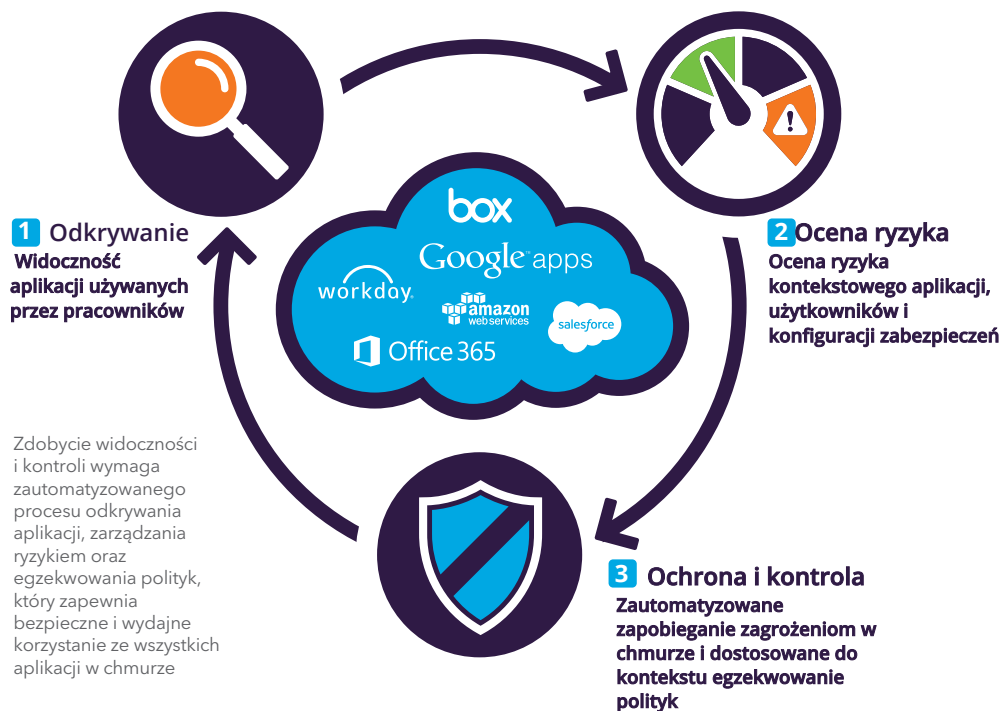 box
Google apps
workday.
amazon
webservices
salesforce
Office 365
1 Odkrywanie
Widoczność
aplikacji używanych
przez pracowników
2 Ocena ryzyka
Ocena ryzyka
kontekstowego aplikacji,
użytkowników i
konfiguracji zabezpieczeń
Zdobycie widoczności
i kontroli wymaga
zautomatyzowanego
procesu odkrywania
aplikacji, zarządzania
ryzykiem oraz
egzekwowania polityk,
który zapewnia
bezpieczne i wydajne
korzystanie ze wszystkich
aplikacji w chmurze
3 Ochrona i kontrola
Zautomatyzowane
zapobieganie zagrożeniom w
chmurze i dostosowane do
kontekstu egzekwowanie
polityk